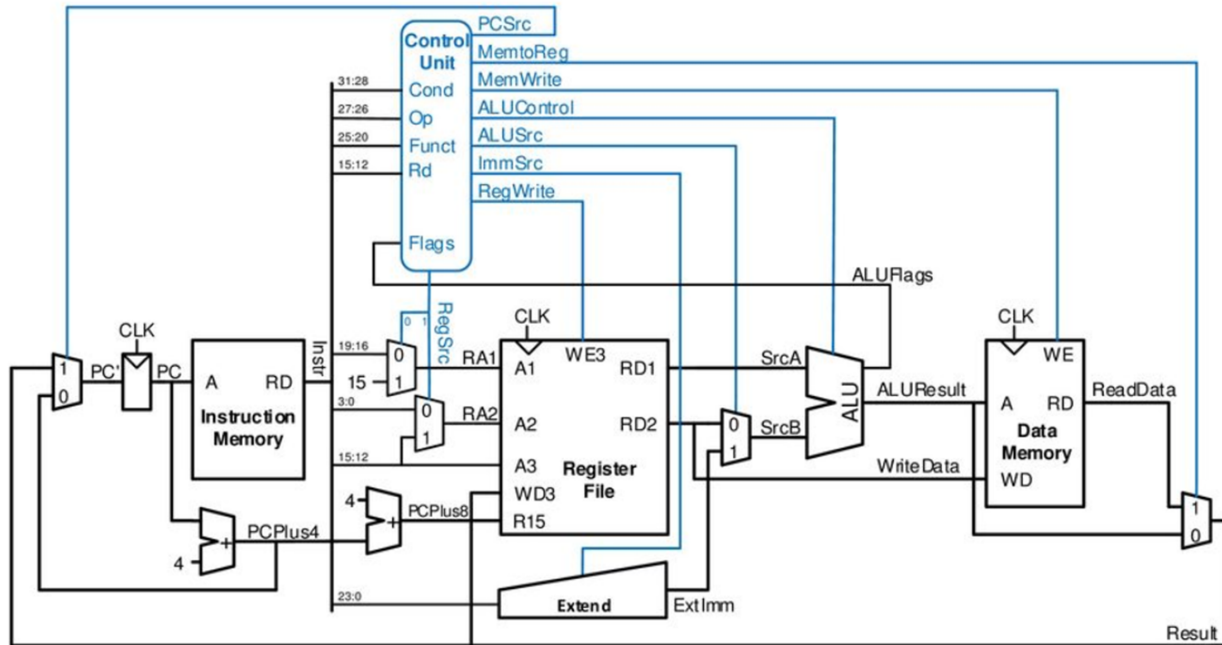 PCSrc
Control
Unit
MemtoReg
MemWrite
31:28
Cond
ALUControl
27:26
Op
ALUSrc
25:20
Funct
ImmSrc
15:12
Rd
RegWrite
Flags
ALUFlags
CLK
Instr
0 1
RegSrc
CLK
CLK
19:16
0
15
1
RA1
A1
WE3
RD1
SrcA
WE
1
0
PC'
PC
A
RD
Instruction
Memory
3:0
0
1
RA2
A2
RD2
0
1
SrcB
ALU
ALUResult
A
RD
ReadData
Data
Memory
15:12
A3
Register
File
WriteData
WD
WD3
4
+
PCPlus8
R15
1
0
PCPlus4
+
4
23:0
Extend
ExtImm
Result